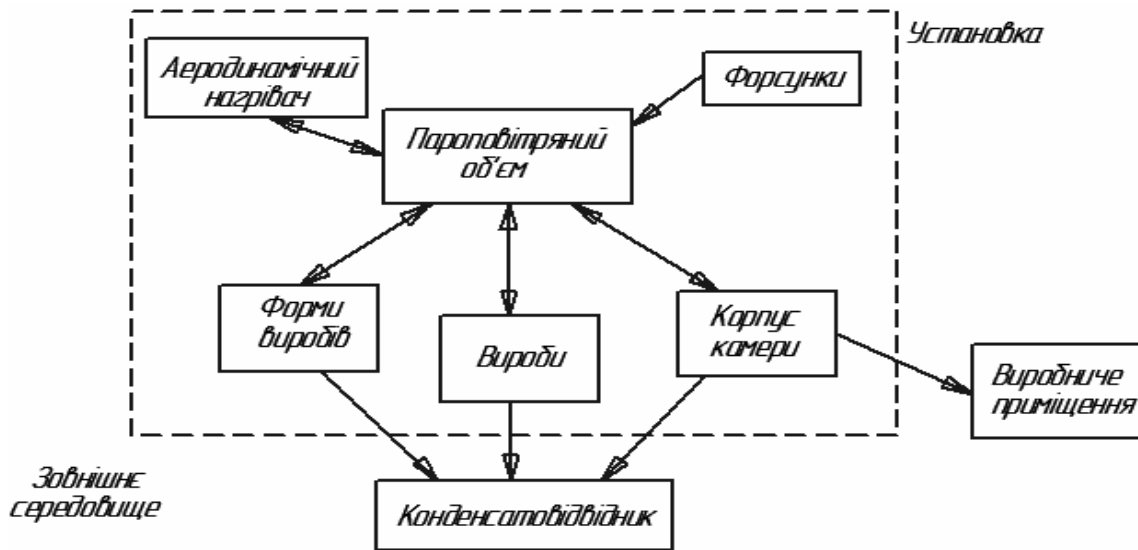 Установка
Аеродинамічний
нагрівач
Форсунки
Пароповітряний
об'єм
Форми
виробів
Вироби
Корпус
камери
Виробниче
приміщення
Зовнішнє
середовище
Конденсатовідвідник